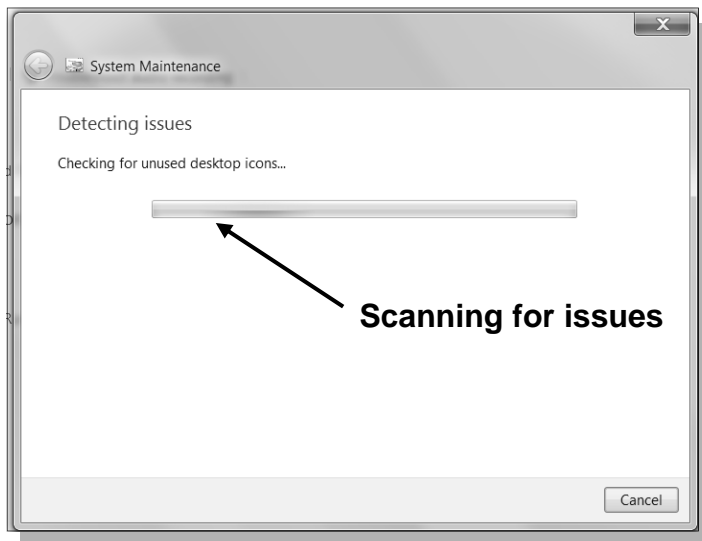 X
System Maintenance
Detecting issues
Checking for unused desktop icons...
Scanning for issues
Cancel